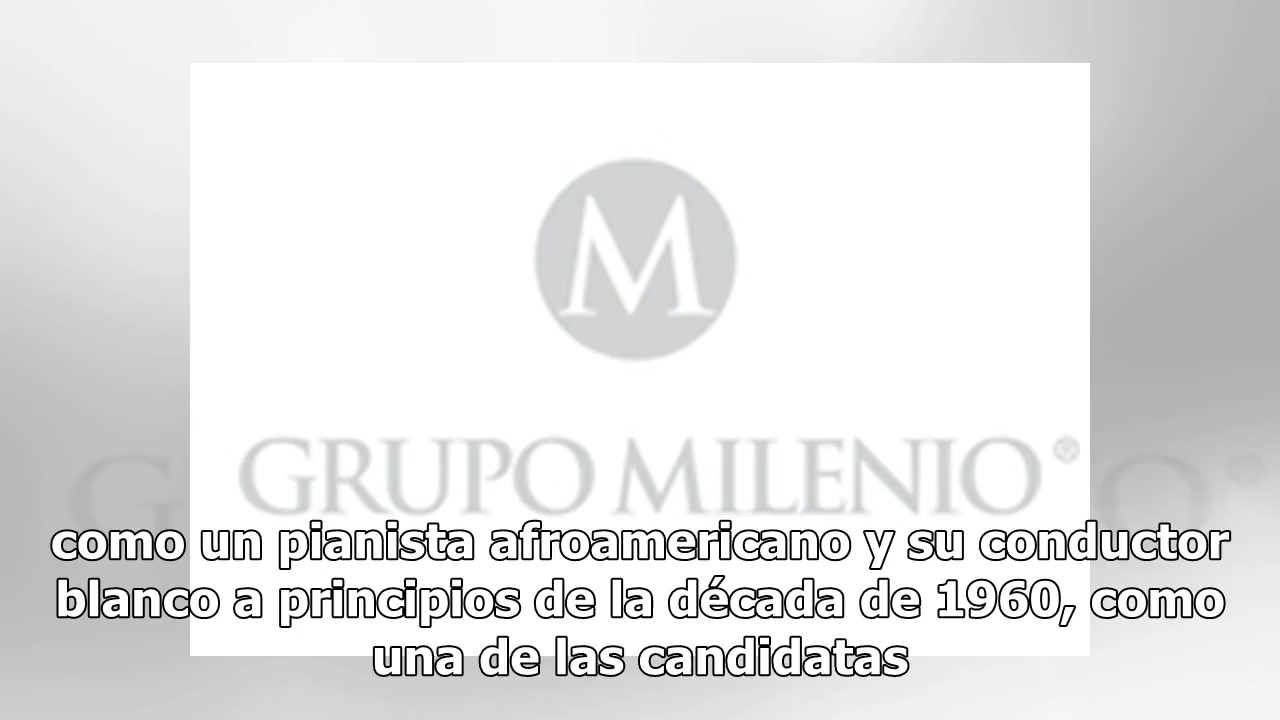 M
GRUPO MILENIO®
como un pianista afroamericano y su conductor
blanco a principios de la década de 1960, como
una de las candidatas